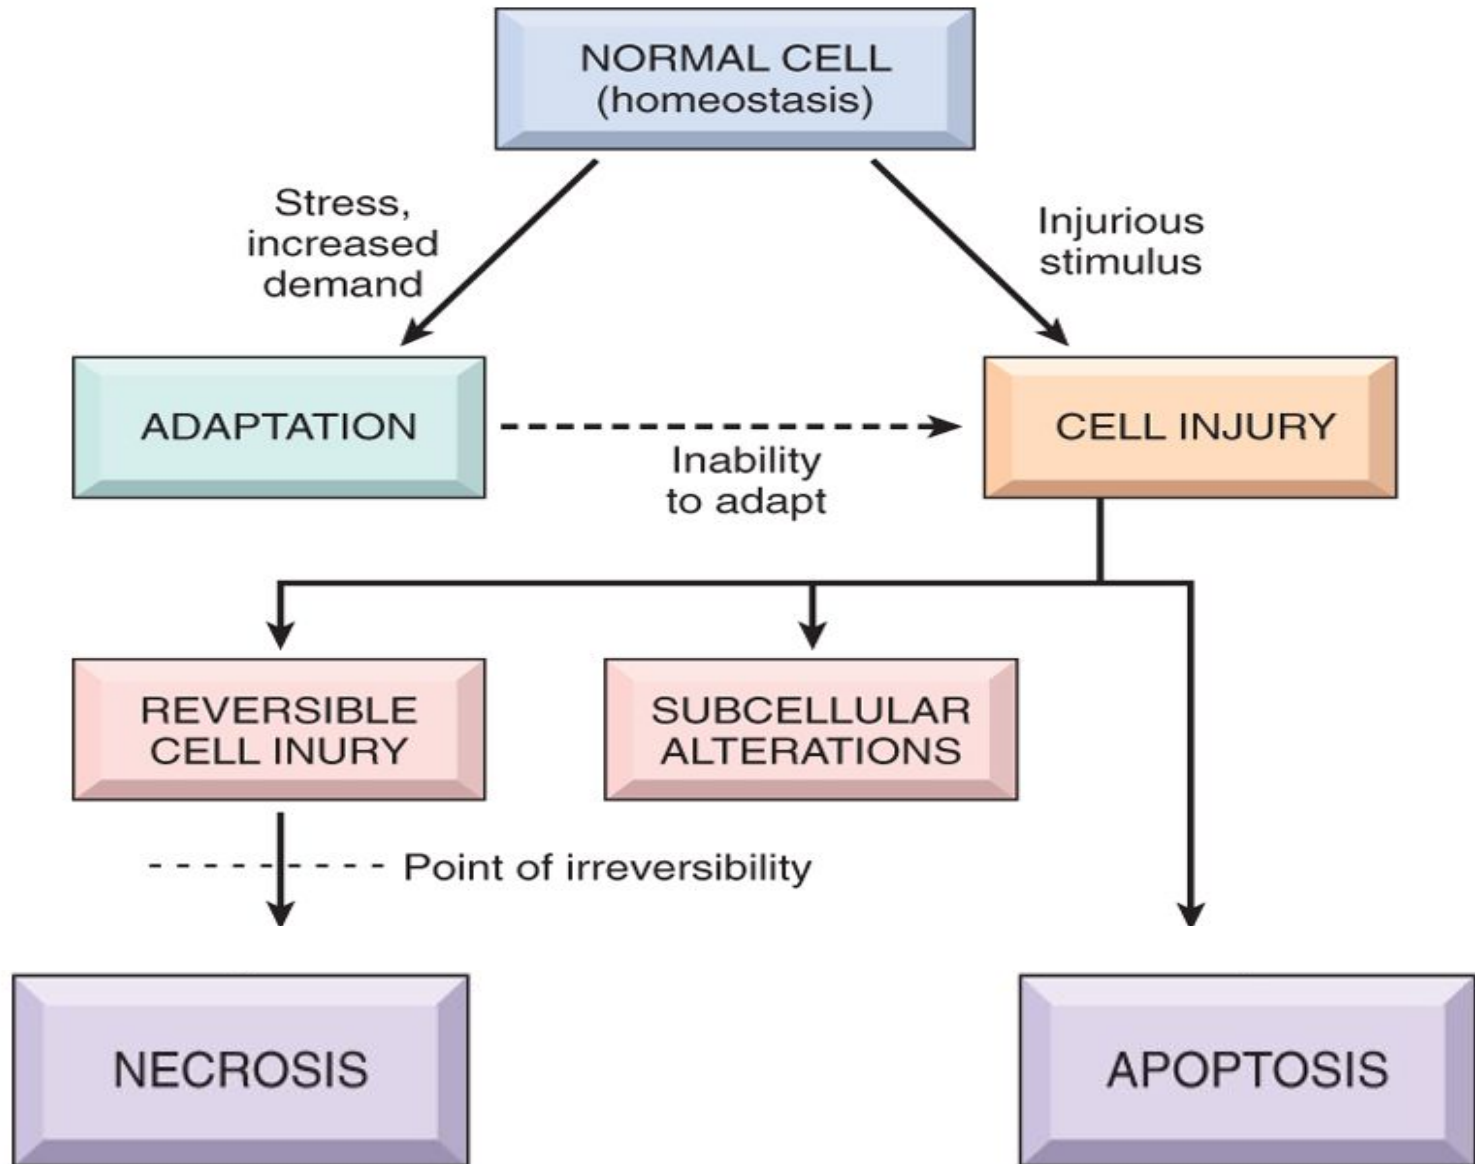 NORMAL CELL
(homeostasis)
Stress,
increased
demand
Injurious
stimulus
ADAPTATION
Inability
to adapt
CELL INJURY
REVERSIBLE
CELL INURY
SUBCELLULAR
ALTERATIONS
Point of irreversibility
NECROSIS
APOPTOSIS